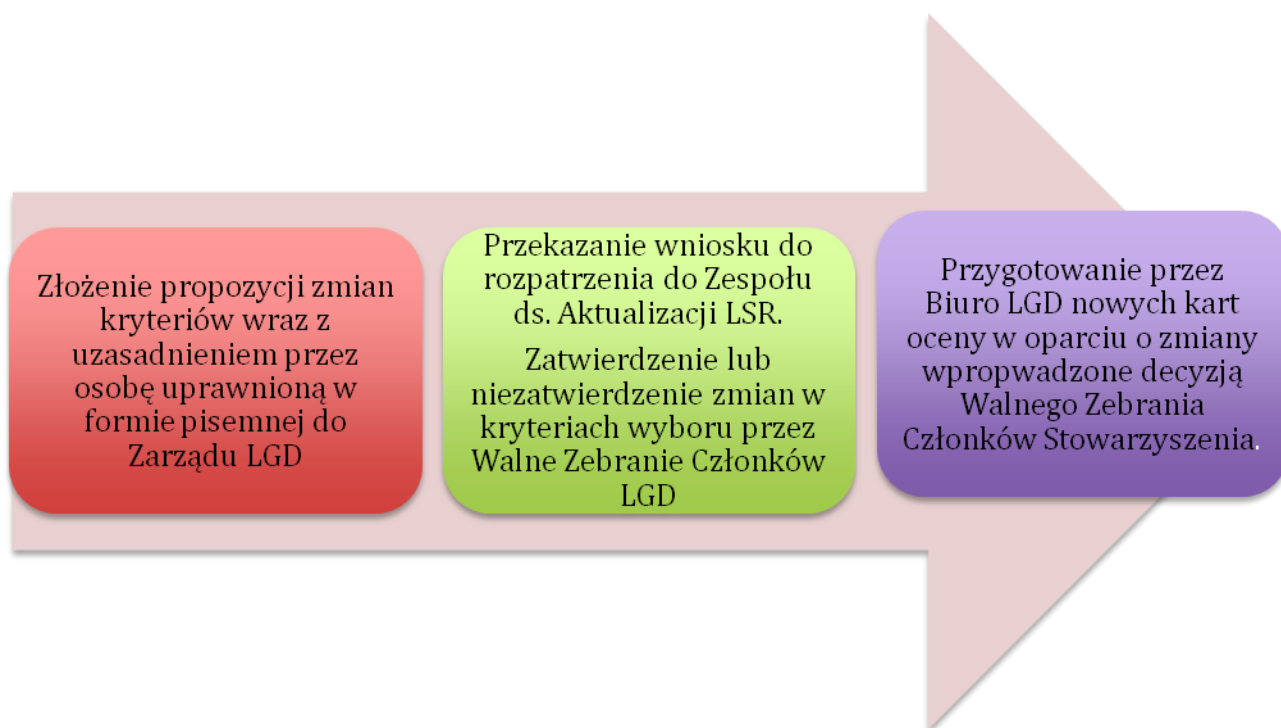 Złożenie propozycji zmian
kryteriów wraz z
uzasadnieniem przez
osobę uprawnioną w
formie pisemnej do
Zarządu LGD
Przekazanie wniosku do
rozpatrzenia do Zespołu
ds. Aktualizacji LSR.
Zatwierdzenie lub
niezatwierdzenie zmian w
kryteriach wyboru przez
Walne Zebranie Członków
LGD
Przygotowanie przez
Biuro LGD nowych kart
oceny w oparciu o zmiany
wpropwadzone decyzją
Walnego Zebrania
Członków Stowarzyszenia.